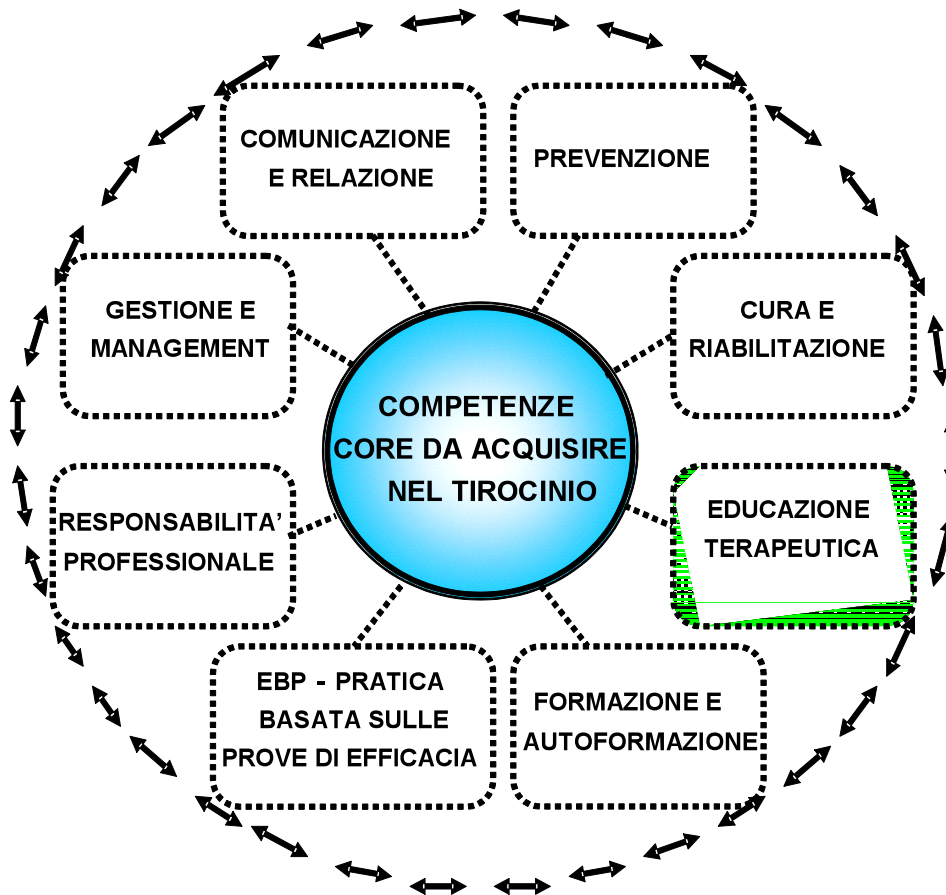 COMUNICAZIONE
E RELAZIONE
PREVENZIONE
GESTIONE E
MANAGEMENT
CURA E
RIABILITAZIONE
COMPETENZE
CORE DA ACQUISIRE
NEL TIROCINIO
RESPONSABILITA’
PROFESSIONALE
EDUCAZIONE
TERAPEUTICA
EBP - PRATICA
BASATA SULLE
PROVE DI EFFICACIA
FORMAZIONE E
AUTOFORMAZIONE